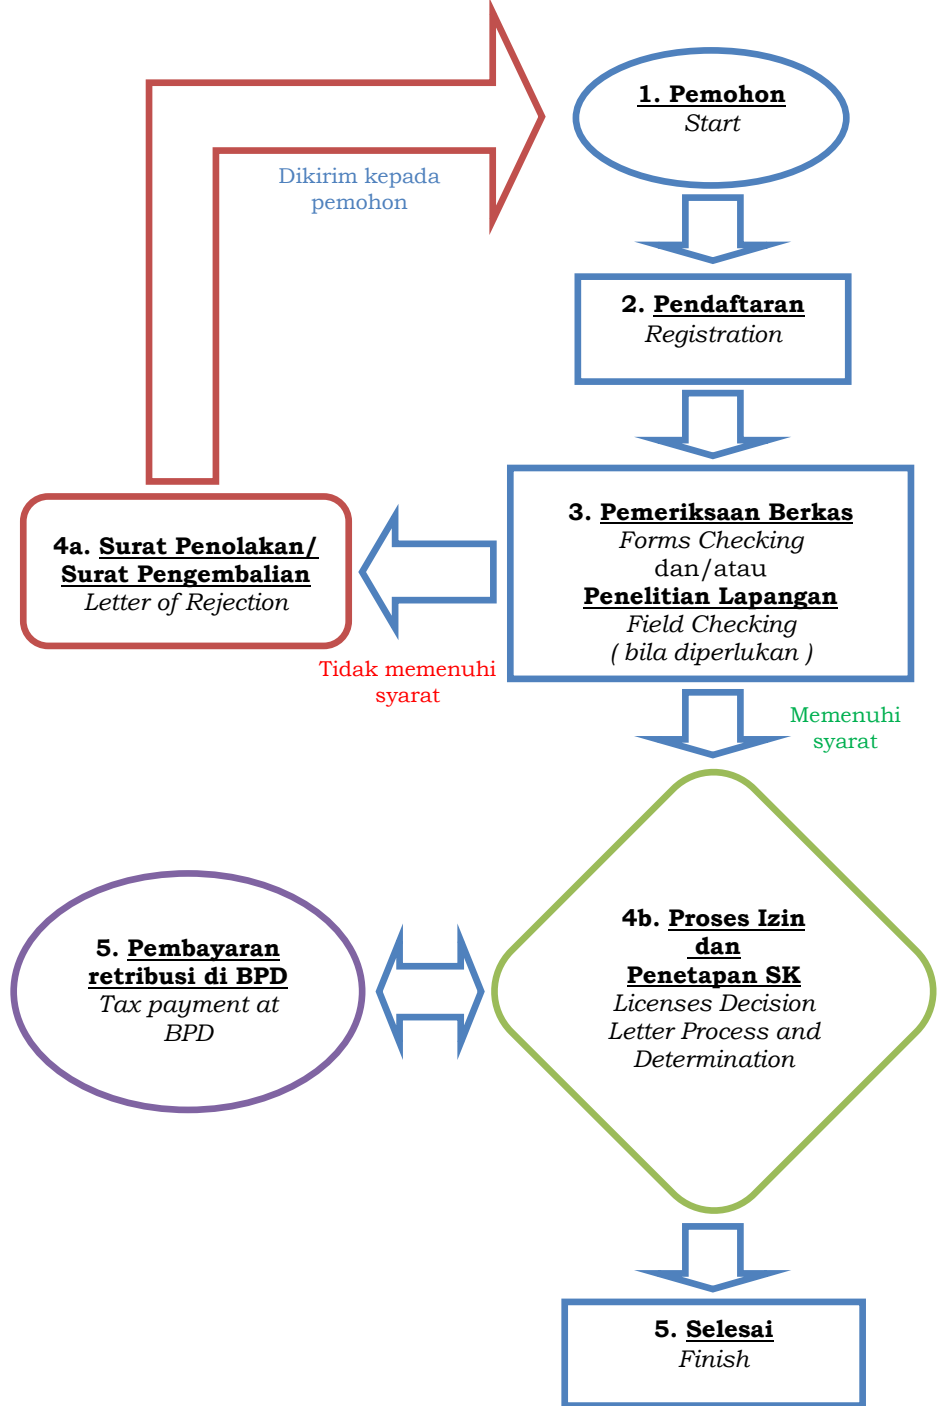 1. Pemohon
Start
Dikirim kepada
pemohon
2. Pendaftaran
Registration
3. Pemeriksaan Berkas
Forms Checking
dan/atau
Penelitian Lapangan
Field Checking
( bila diperlukan )
4a. Surat Penolakan/
Surat Pengembalian
Letter of Rejection
Tidak memenuhi
syarat
Memenuhi
syarat
4b. Proses Izin
dan
Penetapan SK
Licenses Decision
Letter Process and
Determination
5. Pembayaran
retribusi di BPD
Tax payment at
BPD
5. Selesai
Finish